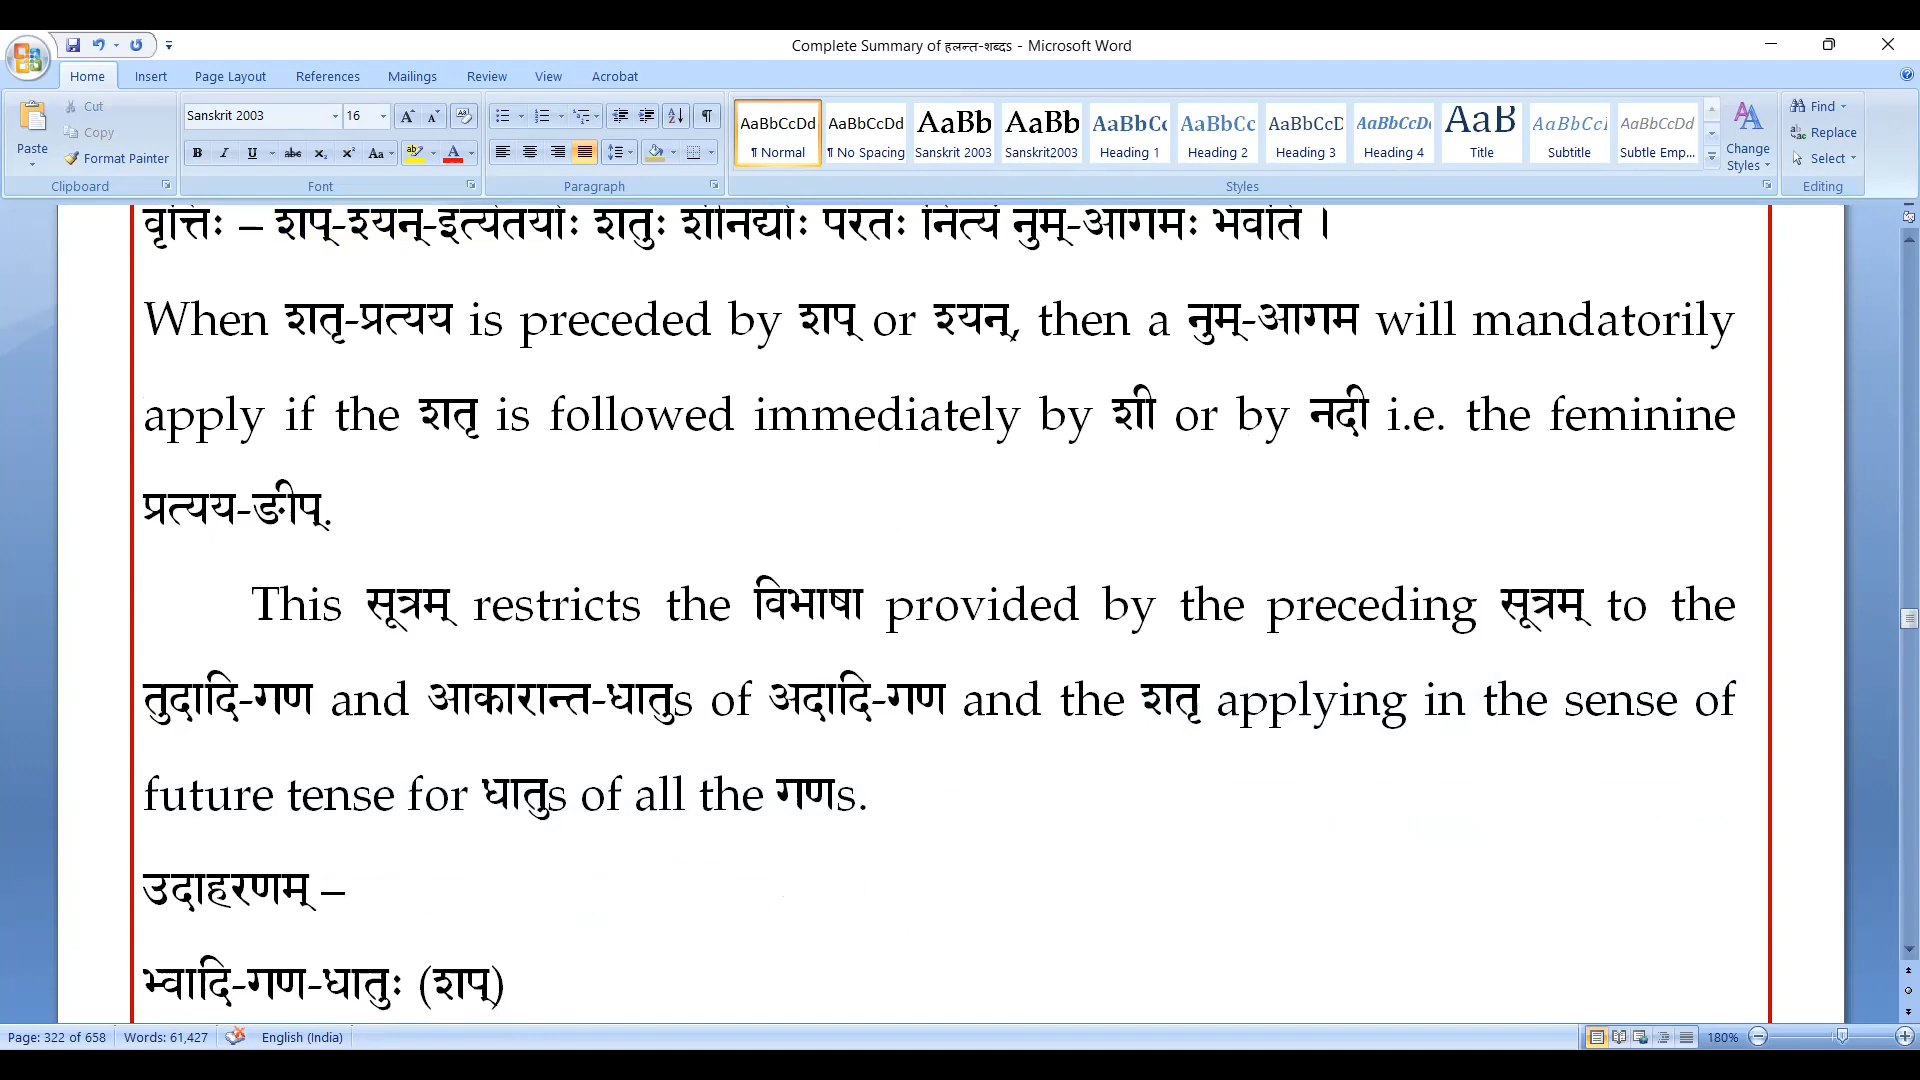 Complete Summary of हलन्त-शब्दs - Microsoft Word
Home Insert Page Layout References Mailings Review View Acrobat
Paste Cut Copy Format Painter
Sanskrit 2003 16
AaBbCcDd AaBbCcDd AaBb AaBb AaBbCc AaBbCc AaBbCcD AaBbCcDc AaB AaBbCcI AaBbCcDd
¶ Normal ¶ No Spacing Sanskrit 2003 Sanskrit2003 Heading 1 Heading 2 Heading 3 Heading 4 Title Subtitle Subtle Emp...
Change Styles
Find Replace Select
Clipboard Font Paragraph Styles Editing
वृत्तिः – शप्-श्यन्-इत्येतयोः शतुः शीनद्योः परतः नित्यं नुम्-आगमः भवति ।
When शतृ-प्रत्यय is preceded by शप् or श्यन्, then a नुम्-आगम will mandatorily
apply if the शतृ is followed immediately by शी or by नदी i.e. the feminine
प्रत्यय-ङीप्.
This सूत्रम् restricts the विभाषा provided by the preceding सूत्रम् to the
तुदादि-गण and आकारान्त-धातुs of अदादि-गण and the शतृ applying in the sense of
future tense for धातुs of all the गणs.
उदाहरणम् –
भ्वादि-गण-धातुः (शप्)
Page: 322 of 658 Words: 61,427 English (India) 180%